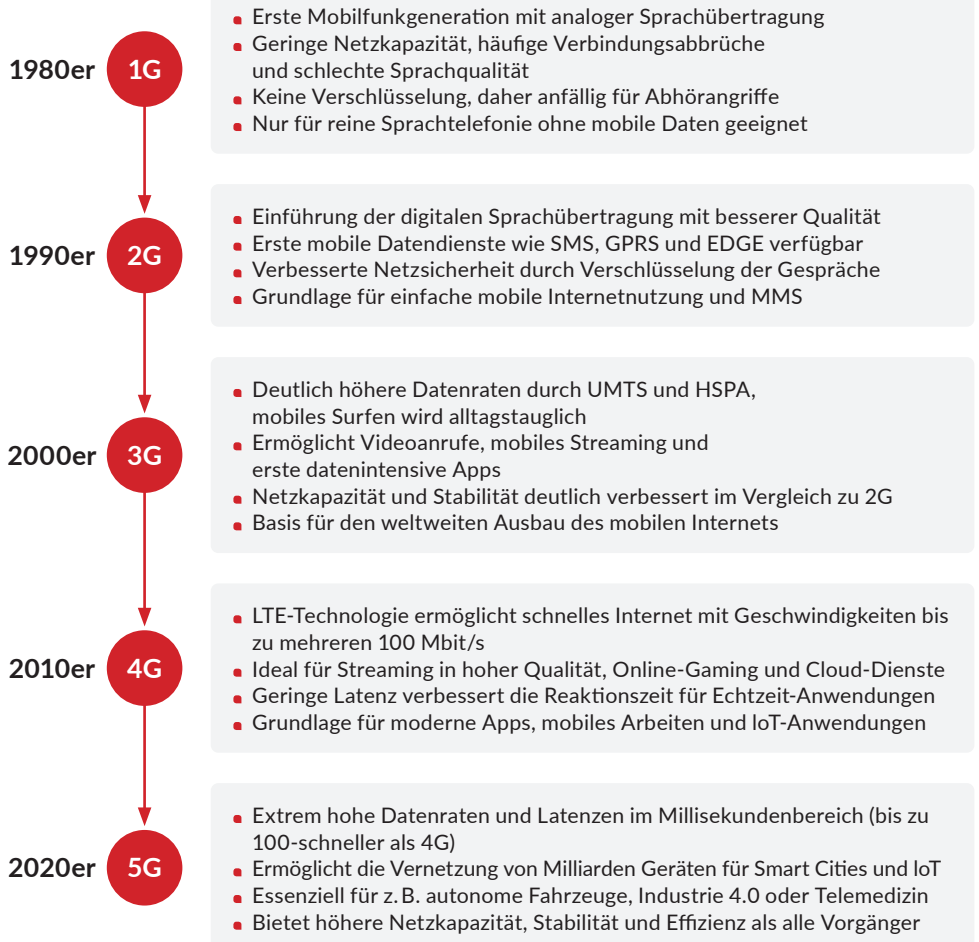 1980er
1G
Erste Mobilfunkgeneration mit analoger Sprachübertragung
Geringe Netzkapazität, häufige Verbindungsabbrüche
und schlechte Sprachqualität
Keine Verschlüsselung, daher anfällig für Abhörangriffe
Nur für reine Sprachtelefonie ohne mobile Daten geeignet
1990er
2G
Einführung der digitalen Sprachübertragung mit besserer Qualität
Erste mobile Datendienste wie SMS, GPRS und EDGE verfügbar
Verbesserte Netzsicherheit durch Verschlüsselung der Gespräche
Grundlage für einfache mobile Internetnutzung und MMS
2000er
3G
Deutlich höhere Datenraten durch UMTS und HSPA,
mobiles Surfen wird alltagstauglich
Ermöglicht Videoanrufe, mobiles Streaming und
erste datenintensive Apps
Netzkapazität und Stabilität deutlich verbessert im Vergleich zu 2G
Basis für den weltweiten Ausbau des mobilen Internets
2010er
4G
LTE-Technologie ermöglicht schnelles Internet mit Geschwindigkeiten bis
zu mehreren 100 Mbit/s
Ideal für Streaming in hoher Qualität, Online-Gaming und Cloud-Dienste
Geringe Latenz verbessert die Reaktionszeit für Echtzeit-Anwendungen
Grundlage für moderne Apps, mobiles Arbeiten und IoT-Anwendungen
2020er
5G
Extrem hohe Datenraten und Latenzen im Millisekundenbereich (bis zu
100-schneller als 4G)
Ermöglicht die Vernetzung von Milliarden Geräten für Smart Cities und IoT
Essenziell für z. B. autonome Fahrzeuge, Industrie 4.0 oder Telemedizin
Bietet höhere Netzkapazität, Stabilität und Effizienz als alle Vorgänger